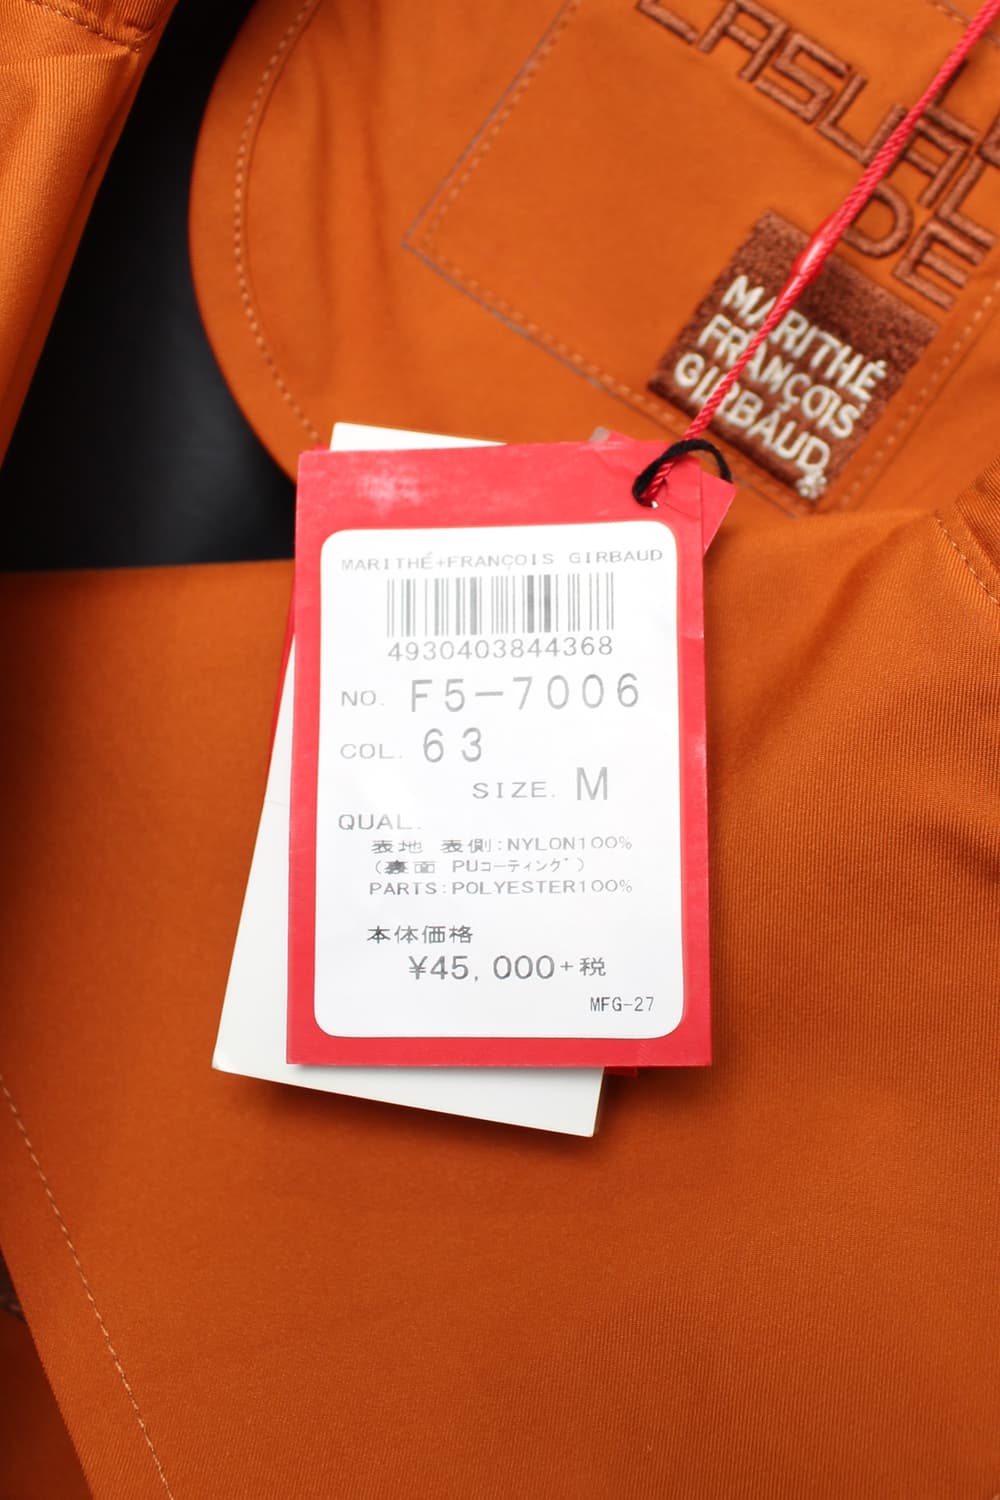 CASUAL
DE
MARITHÉ
FRANÇOIS
GIRBAUD
MARITHÉ+FRANÇOIS GIRBAUD
4930403844368
NO. F5-7006
COL. 63
SIZE. M
QUAL.
表地 表側:NYLON100%
(裏面 PUコーティング)
PARTS:POLYESTER100%
本体価格
¥45,000+税
MFG-27